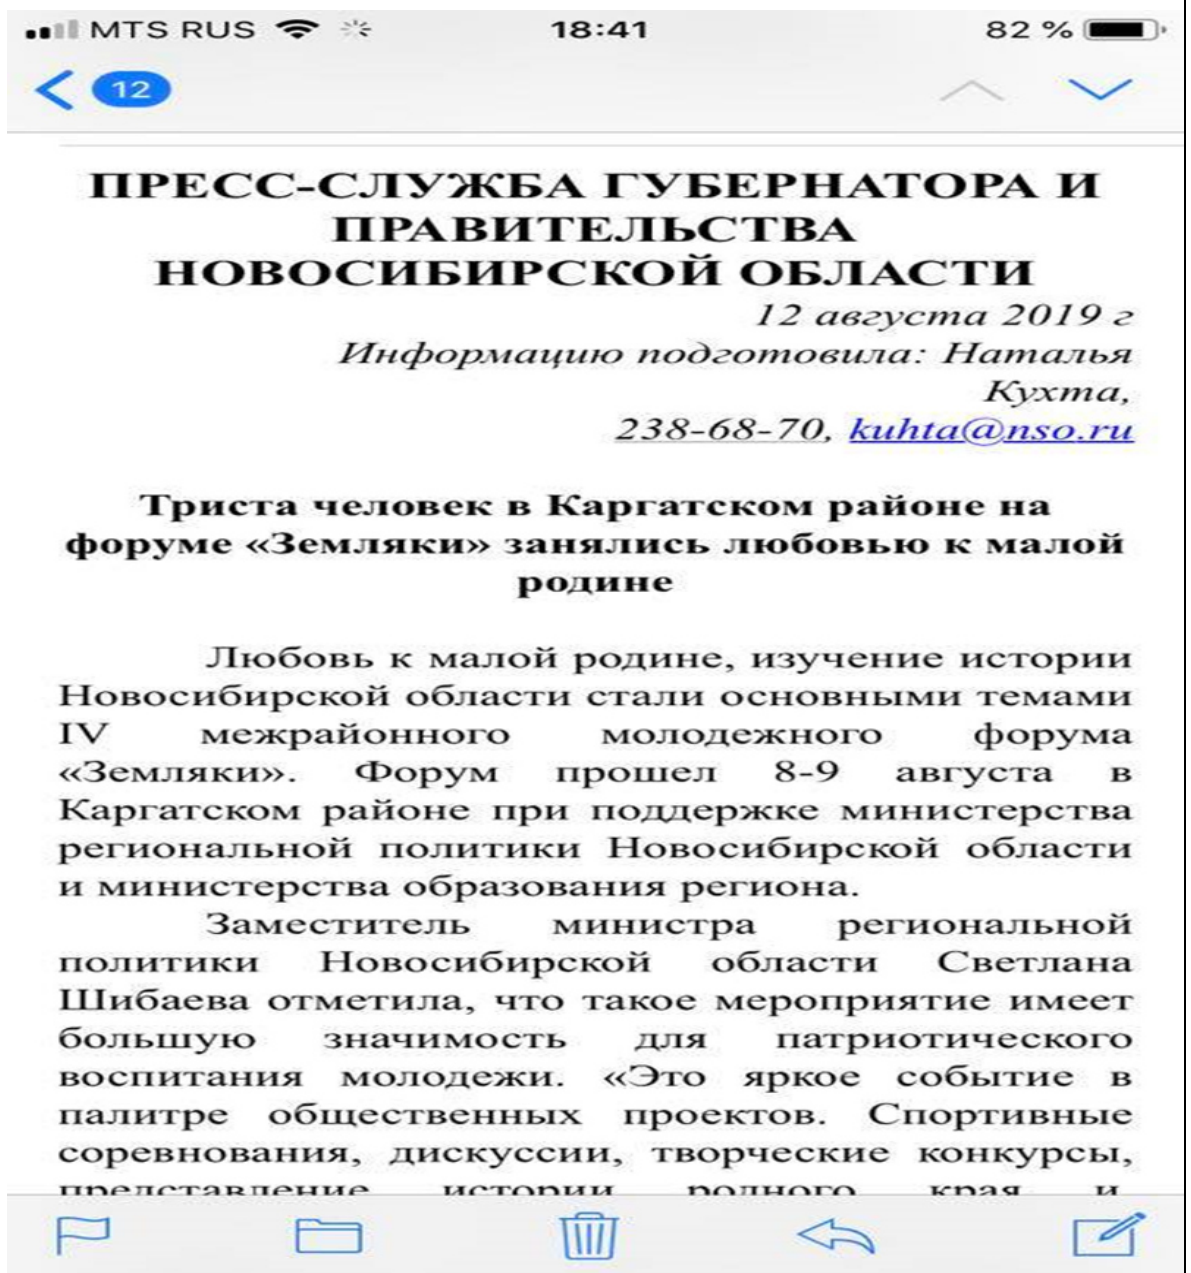 MTS RUS 18:41 82 %
12
ПРЕСС-СЛУЖБА ГУБЕРНАТОРА И
ПРАВИТЕЛЬСТВА
НОВОСИБИРСКОЙ ОБЛАСТИ
12 августа 2019 г
Информацию подготовила: Наталья
Кухта,
238-68-70, kuhta@nso.ru
Триста человек в Каргатском районе на
форуме «Земляки» занялись любовью к малой
родине
Любовь к малой родине, изучение истории
Новосибирской области стали основными темами
IV межрайонного молодежного форума
«Земляки». Форум прошел 8-9 августа в
Каргатском районе при поддержке министерства
региональной политики Новосибирской области
и министерства образования региона.
Заместитель министра региональной
политики Новосибирской области Светлана
Шибаева отметила, что такое мероприятие имеет
большую значимость для патриотического
воспитания молодежи. «Это яркое событие в
палитре общественных проектов. Спортивные
соревнования, дискуссии, творческие конкурсы,
представление истории родного края и